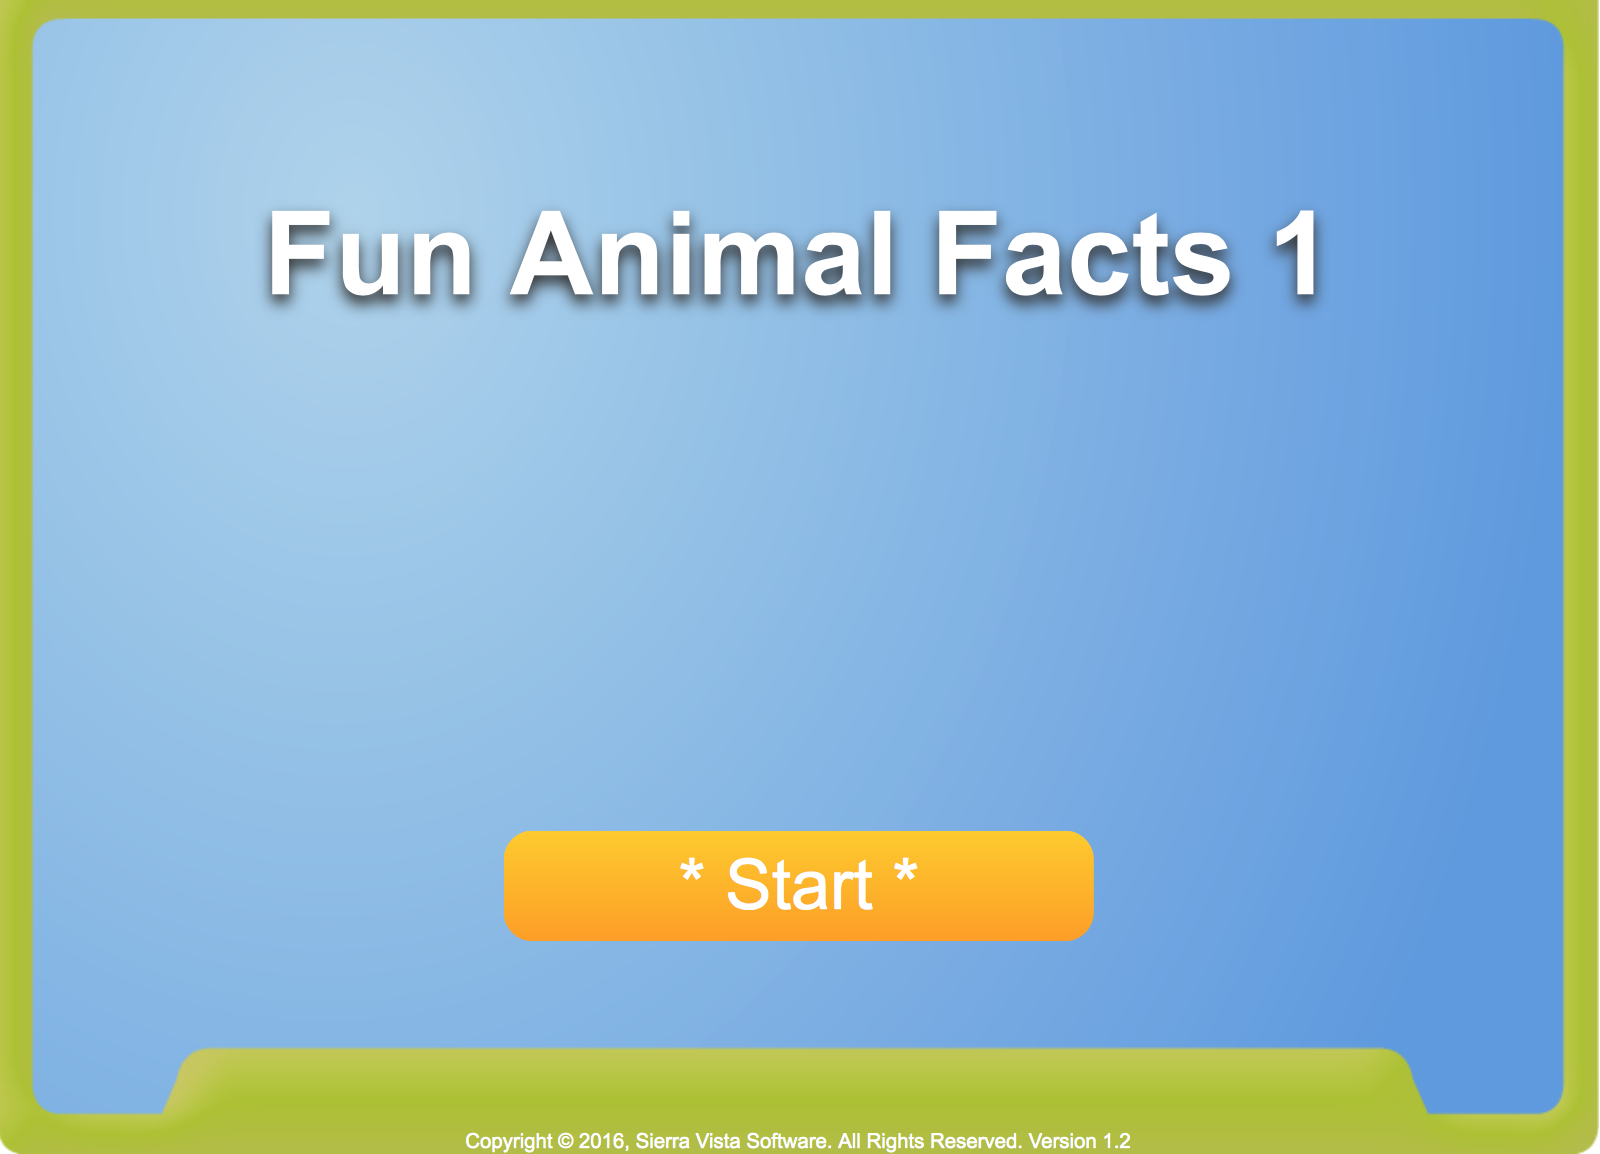 Fun Animal Facts 1
* Start *
Copyright © 2016, Sierra Vista Software. All Rights Reserved. Version 1.2